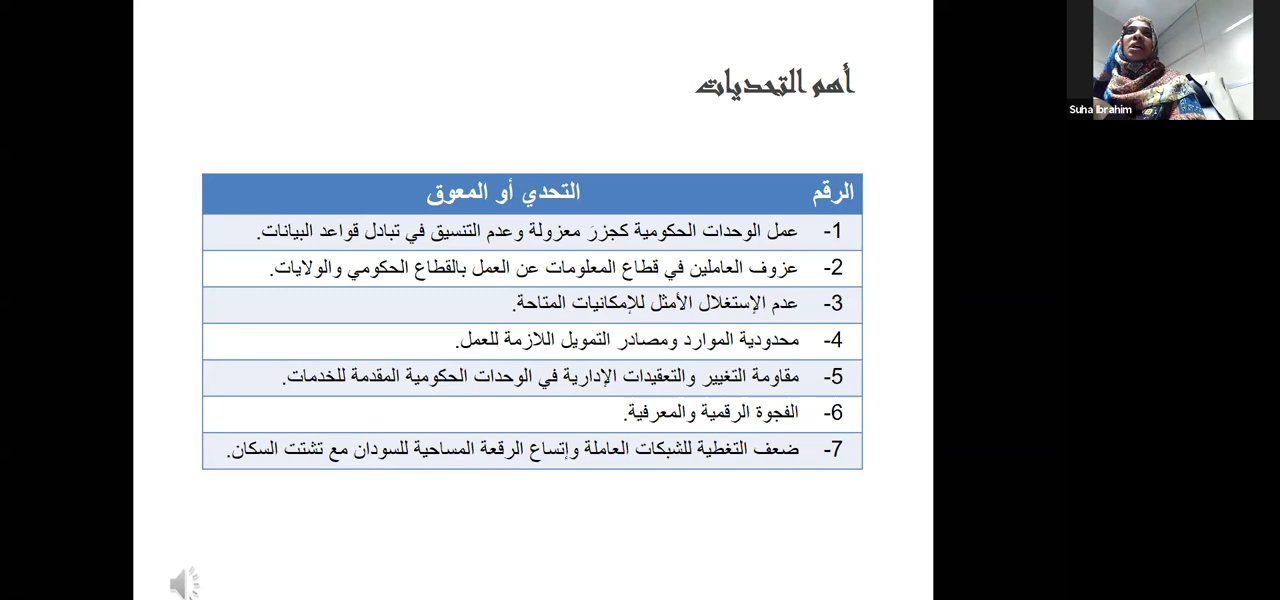 أهم التحديات
الرقم التحدي أو المعوق
1- عمل الوحدات الحكومية كجزرَ معزولة وعدم التنسيق في تبادل قواعد البيانات.
2- عزوف العاملين في قطاع المعلومات عن العمل بالقطاع الحكومي والولايات.
3- عدم الإستغلال الأمثل للإمكانيات المتاحة.
4- محدودية الموارد ومصادر التمويل اللازمة للعمل.
5- مقاومة التغيير والتعقيدات الإدارية في الوحدات الحكومية المقدمة للخدمات.
6- الفجوة الرقمية والمعرفية.
7- ضعف التغطية للشبكات العاملة وإتساع الرقعة المساحية للسودان مع تشتت السكان.
Suha Ibrahim